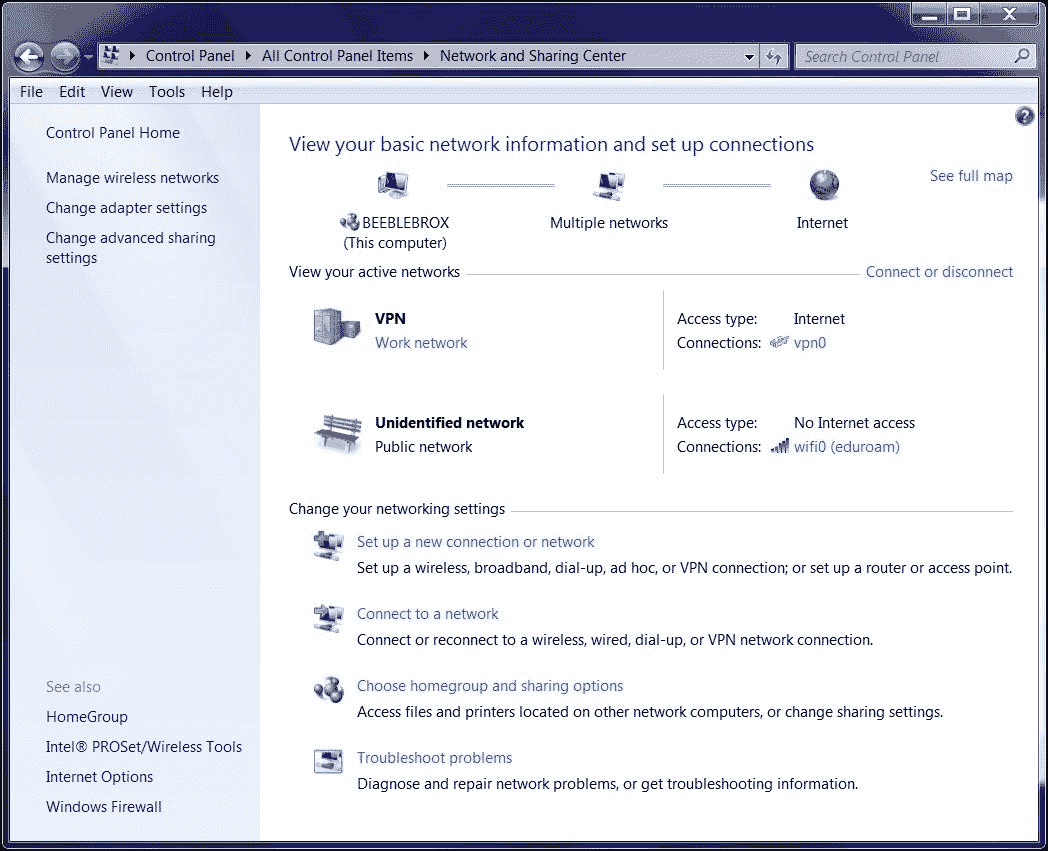 Control Panel All Control Panel Items Network and Sharing Center Search Control Panel
File Edit View Tools Help
Control Panel Home
Manage wireless networks
Change adapter settings
Change advanced sharing
settings
See also
HomeGroup
Intel® PROSet/Wireless Tools
Internet Options
Windows Firewall
View your basic network information and set up connections
See full map
BEEBLEBROX
(This computer)
Multiple networks
Internet
View your active networks Connect or disconnect
VPN
Work network
Access type: Internet
Connections: vpn0
Unidentified network
Public network
Access type: No Internet access
Connections: wifi0 (eduroam)
Change your networking settings
Set up a new connection or network
Set up a wireless, broadband, dial-up, ad hoc, or VPN connection; or set up a router or access point.
Connect to a network
Connect or reconnect to a wireless, wired, dial-up, or VPN network connection.
Choose homegroup and sharing options
Access files and printers located on other network computers, or change sharing settings.
Troubleshoot problems
Diagnose and repair network problems, or get troubleshooting information.